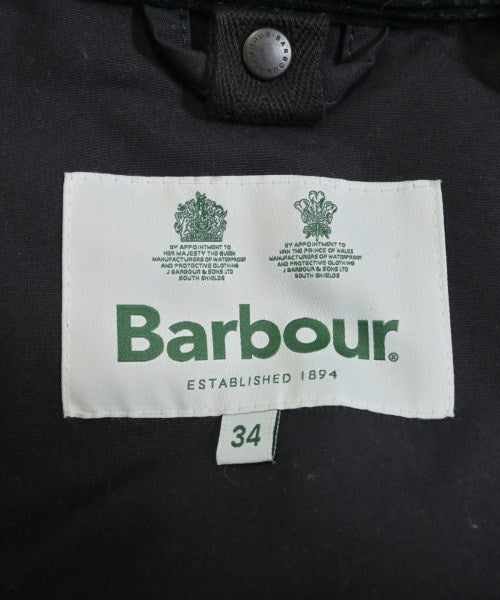 BARBOUR·BARBOUR
BY APPOINTMENT TO
HER MAJESTY THE QUEEN
MANUFACTURERS OF WATERPROOF
AND PROTECTIVE CLOTHING
J BARBOUR & SONS LTD
SOUTH SHIELDS
BY APPOINTMENT TO
HRH THE PRINCE OF WALES
MANUFACTURERS OF WATERPROOF
AND PROTECTIVE CLOTHING
J BARBOUR & SONS LTD
SOUTH SHIELDS
Barbour®
ESTABLISHED 1894
34